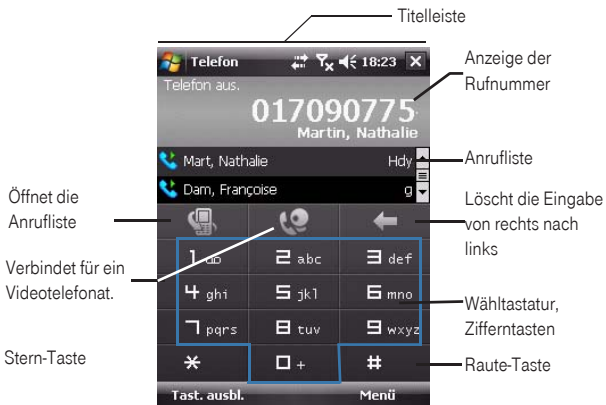 Titelleiste
Telefon 18:23
Telefon aus.
017090775
Martin, Nathalie
Anzeige der
Rufnummer
Mart, Nathalie Hdy
Anrufliste
Dam, Françoise g
Öffnet die
Anrufliste
Löscht die Eingabe
von rechts nach
links
Verbindet für ein
Videotelefonat.
1
2 abc
3 def
4 ghi
5 jkl
6 mno
7 pqrs
8 tuv
9 wxyz
Wähltastatur,
Zifferntasten
Stern-Taste
*
0 +
#
Raute-Taste
Tast. ausbl. Menü